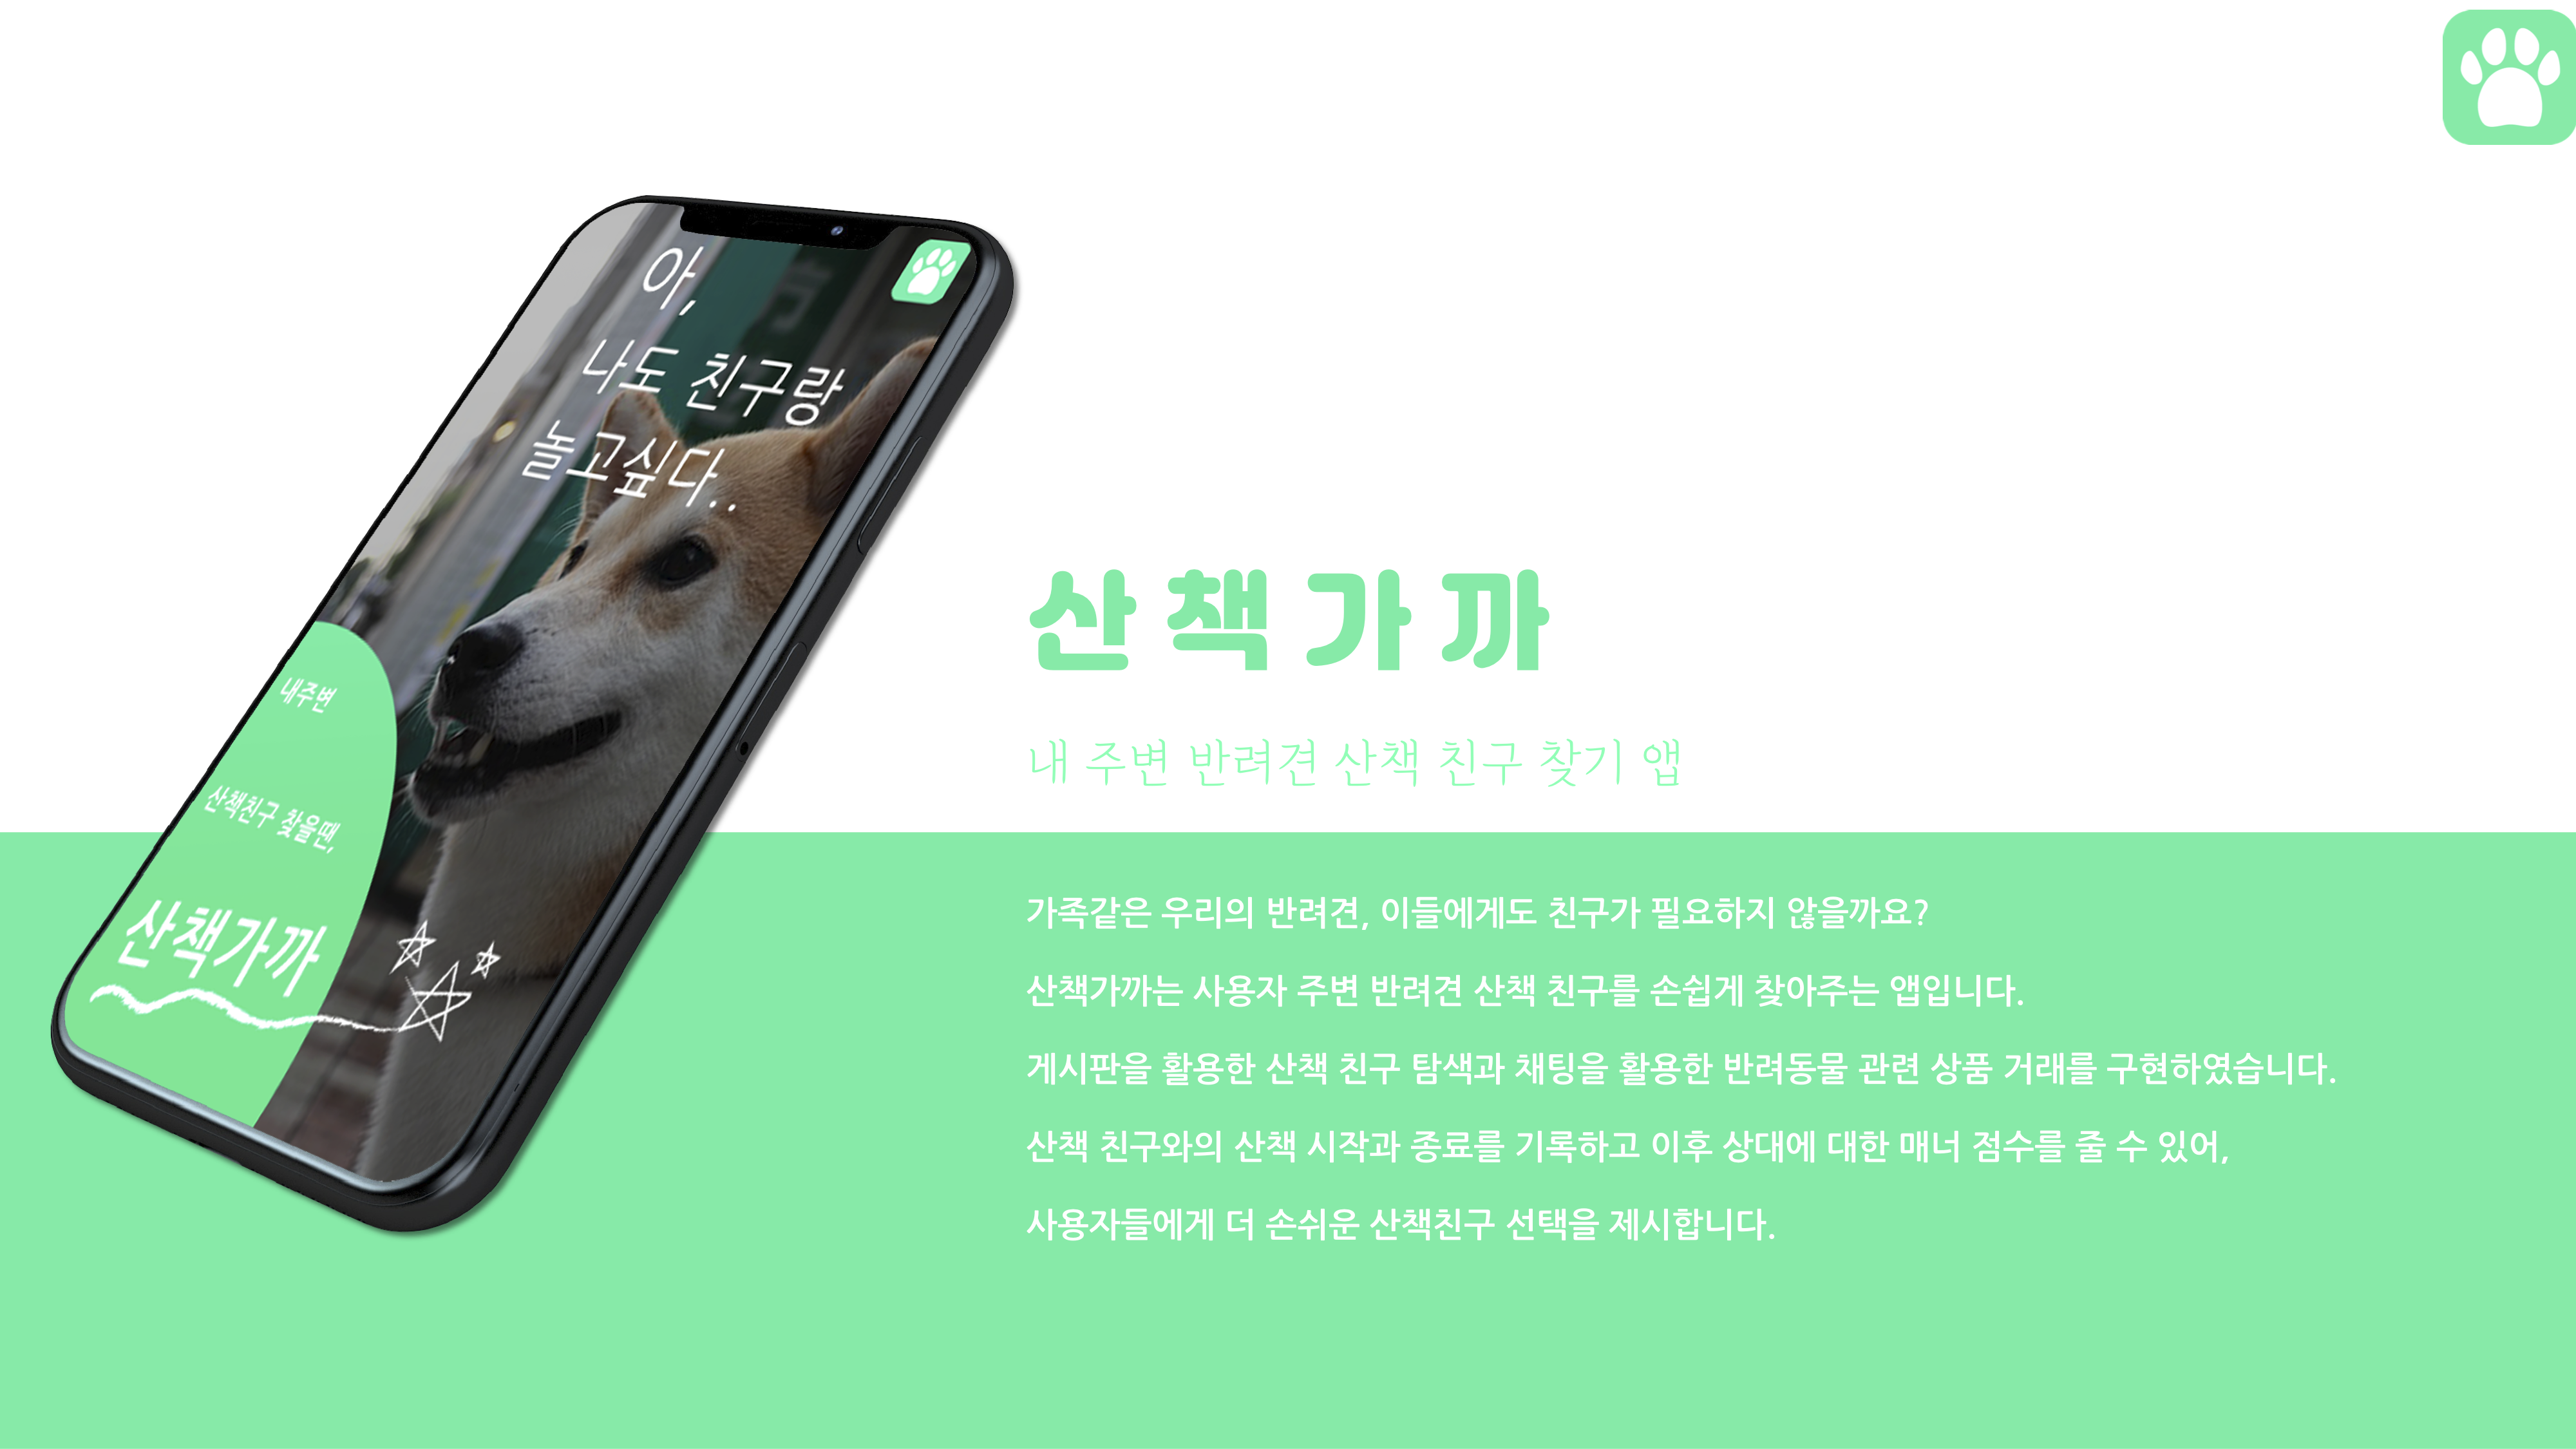 아,
나도 친구랑
놀고싶다..
내주변
산책친구 찾을땐,
산책가까
산책가까
내 주변 반려견 산책 친구 찾기 앱
가족같은 우리의 반려견, 이들에게도 친구가 필요하지 않을까요?
산책가까는 사용자 주변 반려견 산책 친구를 손쉽게 찾아주는 앱입니다.
게시판을 활용한 산책 친구 탐색과 채팅을 활용한 반려동물 관련 상품 거래를 구현하였습니다.
산책 친구와의 산책 시작과 종료를 기록하고 이후 상대에 대한 매너 점수를 줄 수 있어,
사용자들에게 더 손쉬운 산책친구 선택을 제시합니다.